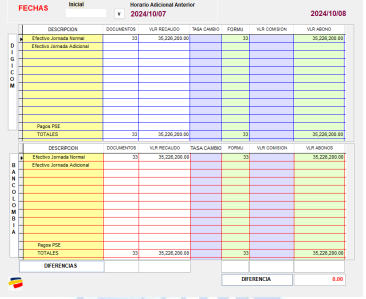 FECHAS Inicial Horario Adicional Anterior
2024/10/07 2024/10/08
DESCRIPCION DOCUMENTOS VLR RECAUDO TASA CAMBIO FORMU VLR COMISION VLR ABONO
DIGICOM
Efectivo Jornada Normal 33 35,226,200.00 33 35,226,200.00
Efectivo Jornada Adicional
Pagos PSE
TOTALES 33 35,226,200.00 33 35,226,200.00
DESCRIPCION DOCUMENTOS VLR RECAUDO TASA CAMBIO FORMU VLR COMISION VLR ABONOS
BANCOLOMBIA
Efectivo Jornada Normal 33 35,226,200.00 33 35,226,200.00
Efectivo Jornada Adicional
Pagos PSE
TOTALES 33 35,226,200.00 33 35,226,200.00
DIFERENCIAS
DIFERENCIA 0.00